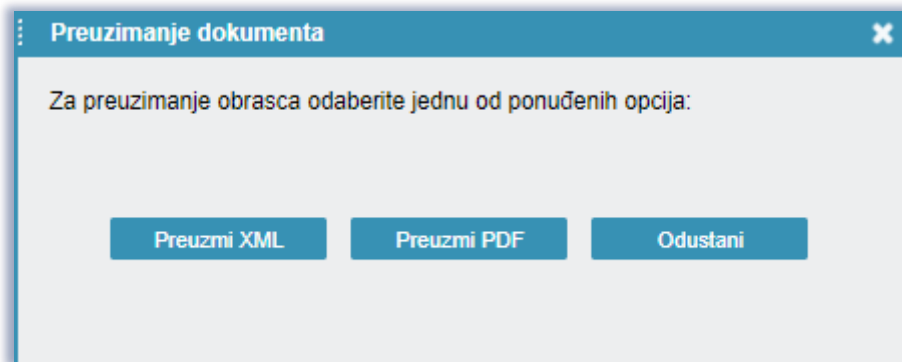 Preuzimanje dokumenta
Za preuzimanje obrasca odaberite jednu od ponuđenih opcija:
Preuzmi XML Preuzmi PDF Odustani